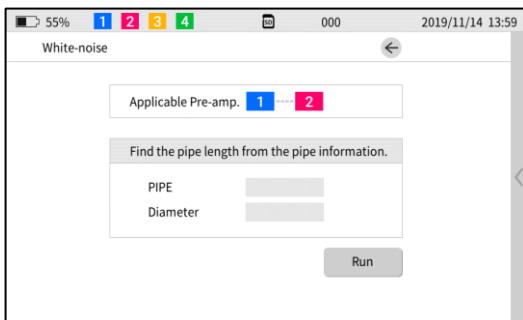 55% 1 2 3 4 SD 000 2019/11/14 13:59
White-noise
Applicable Pre-amp. 1 ---- 2
Find the pipe length from the pipe information.
PIPE
Diameter
Run